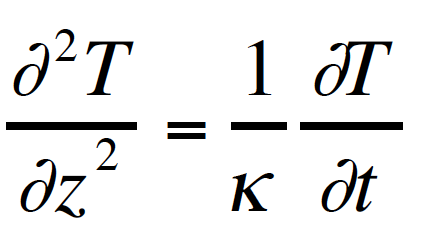 ∂²T/∂z² = 1/κ ∂T/∂t